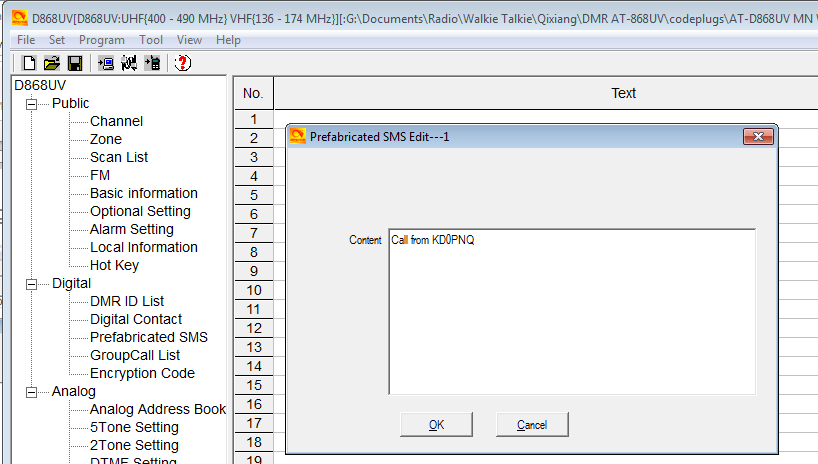 D868UV[D868UV:UHF{400 - 490 MHz} VHF{136 - 174 MHz}][:G:\Documents\Radio\Walkie Talkie\Qixiang\DMR AT-868UV\codeplugs\AT-D868UV MN
File Set Program Tool View Help
D868UV
Public
Channel
Zone
Scan List
FM
Basic information
Optional Setting
Alarm Setting
Local Information
Hot Key
Digital
DMR ID List
Digital Contact
Prefabricated SMS
GroupCall List
Encryption Code
Analog
Analog Address Book
5Tone Setting
2Tone Setting
DTMF Setting
No. Text
1
2
3
4
5
6
7
8
9
10
11
12
13
14
15
16
17
18
19
Prefabricated SMS Edit---1
Content Call from KD0PNQ
OK Cancel